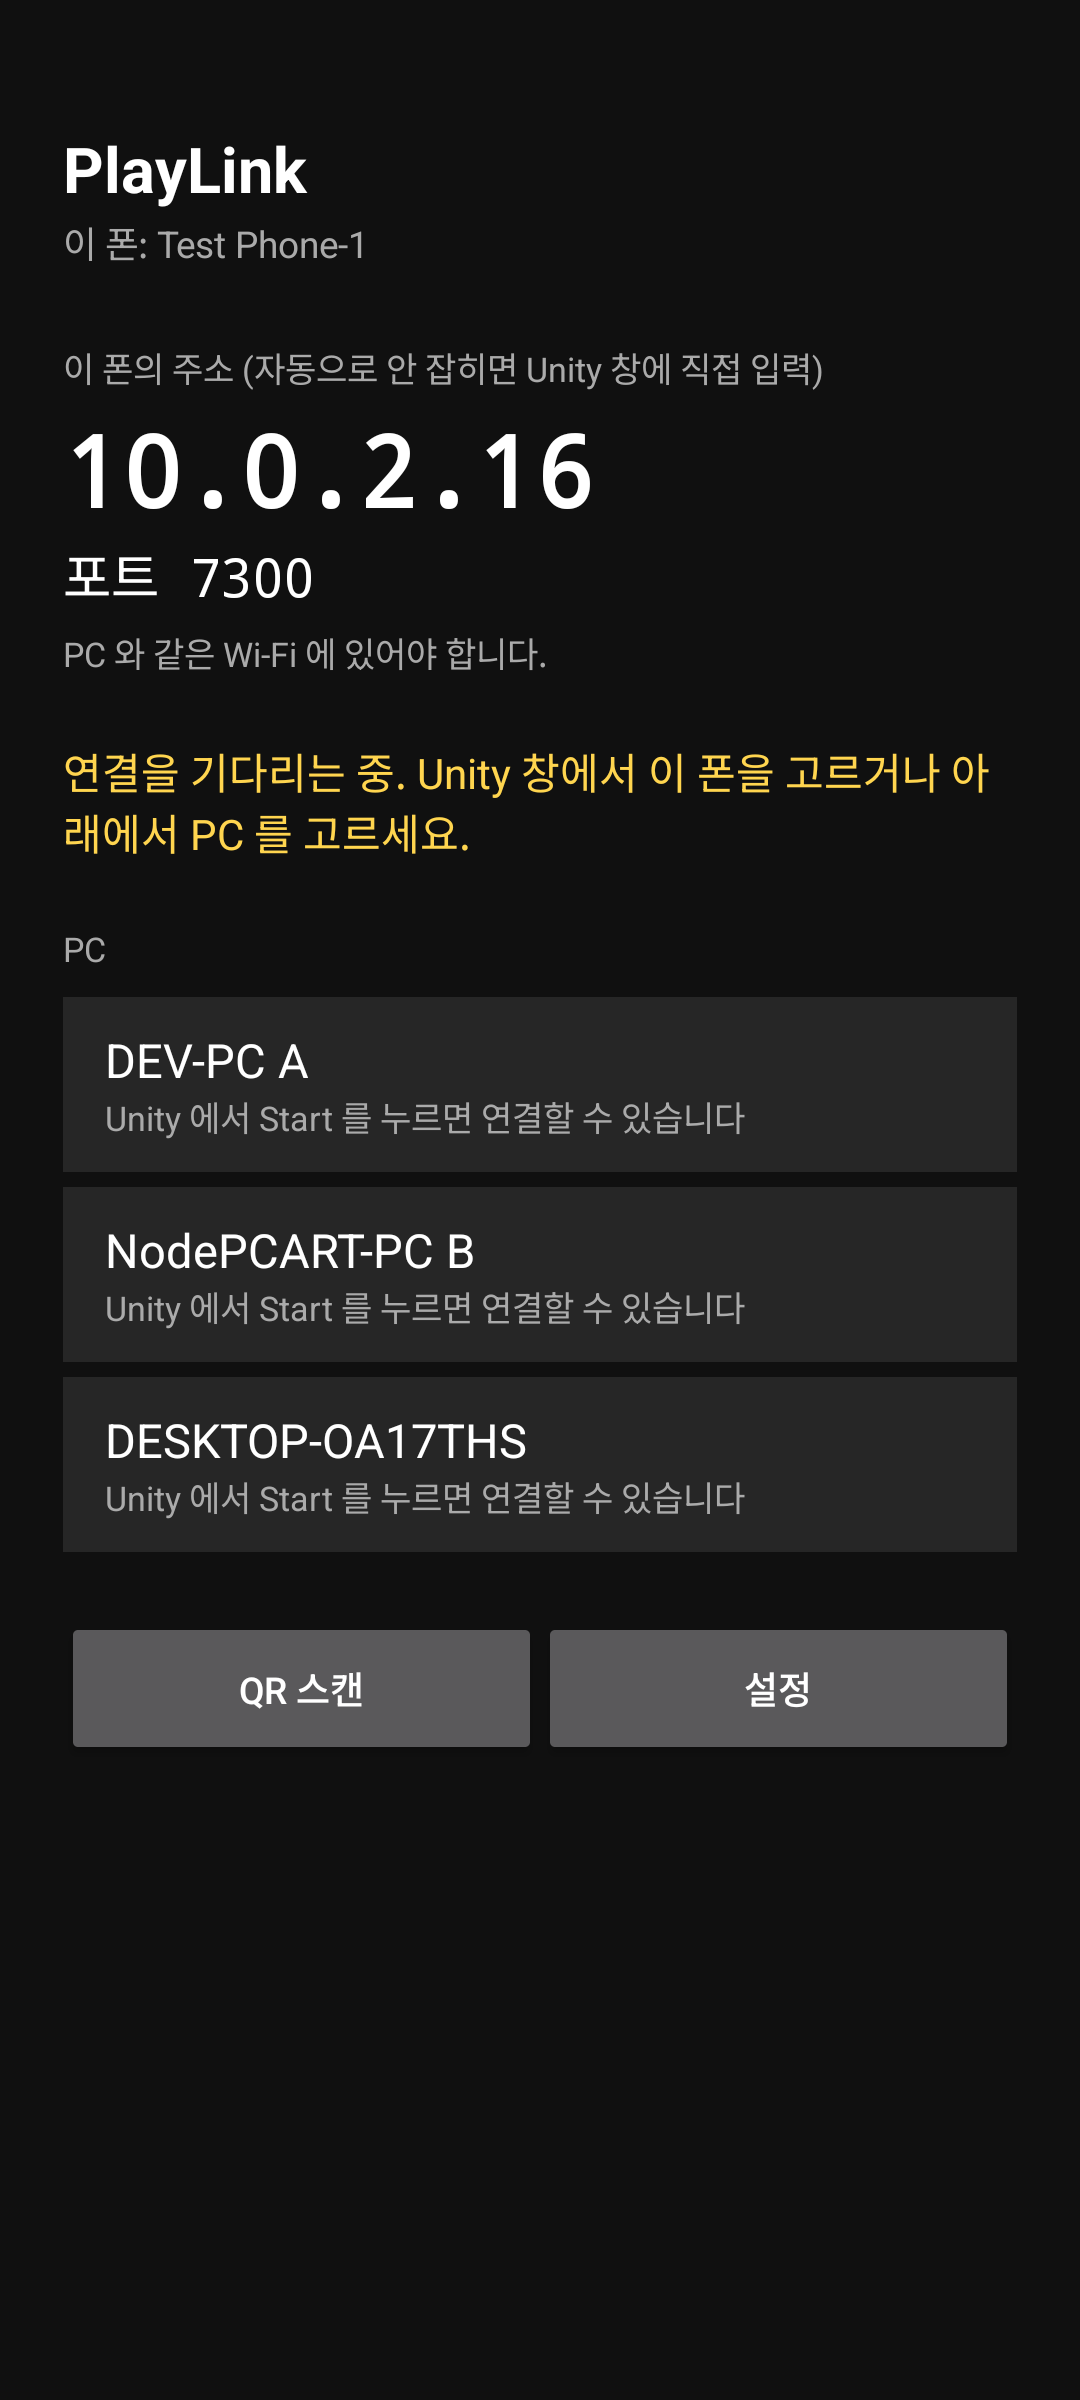 PlayLink
이 폰: Test Phone-1
이 폰의 주소 (자동으로 안 잡히면 Unity 창에 직접 입력)
10.0.2.16
포트 7300
PC 와 같은 Wi-Fi 에 있어야 합니다.
연결을 기다리는 중. Unity 창에서 이 폰을 고르거나 아
래에서 PC 를 고르세요.
PC
DEV-PC A
Unity 에서 Start 를 누르면 연결할 수 있습니다
NodePCART-PC B
Unity 에서 Start 를 누르면 연결할 수 있습니다
DESKTOP-OA17THS
Unity 에서 Start 를 누르면 연결할 수 있습니다
QR 스캔
설정